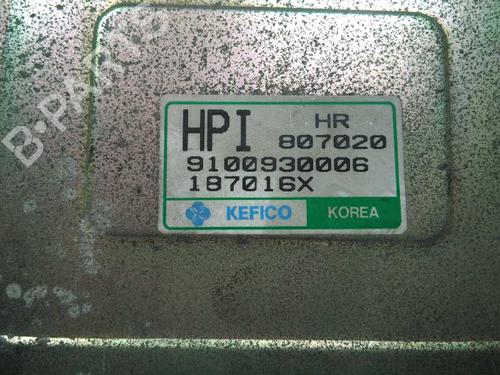 B-PARTS
HPI HR
807020
9100930006
187016X
KEFICO KOREA